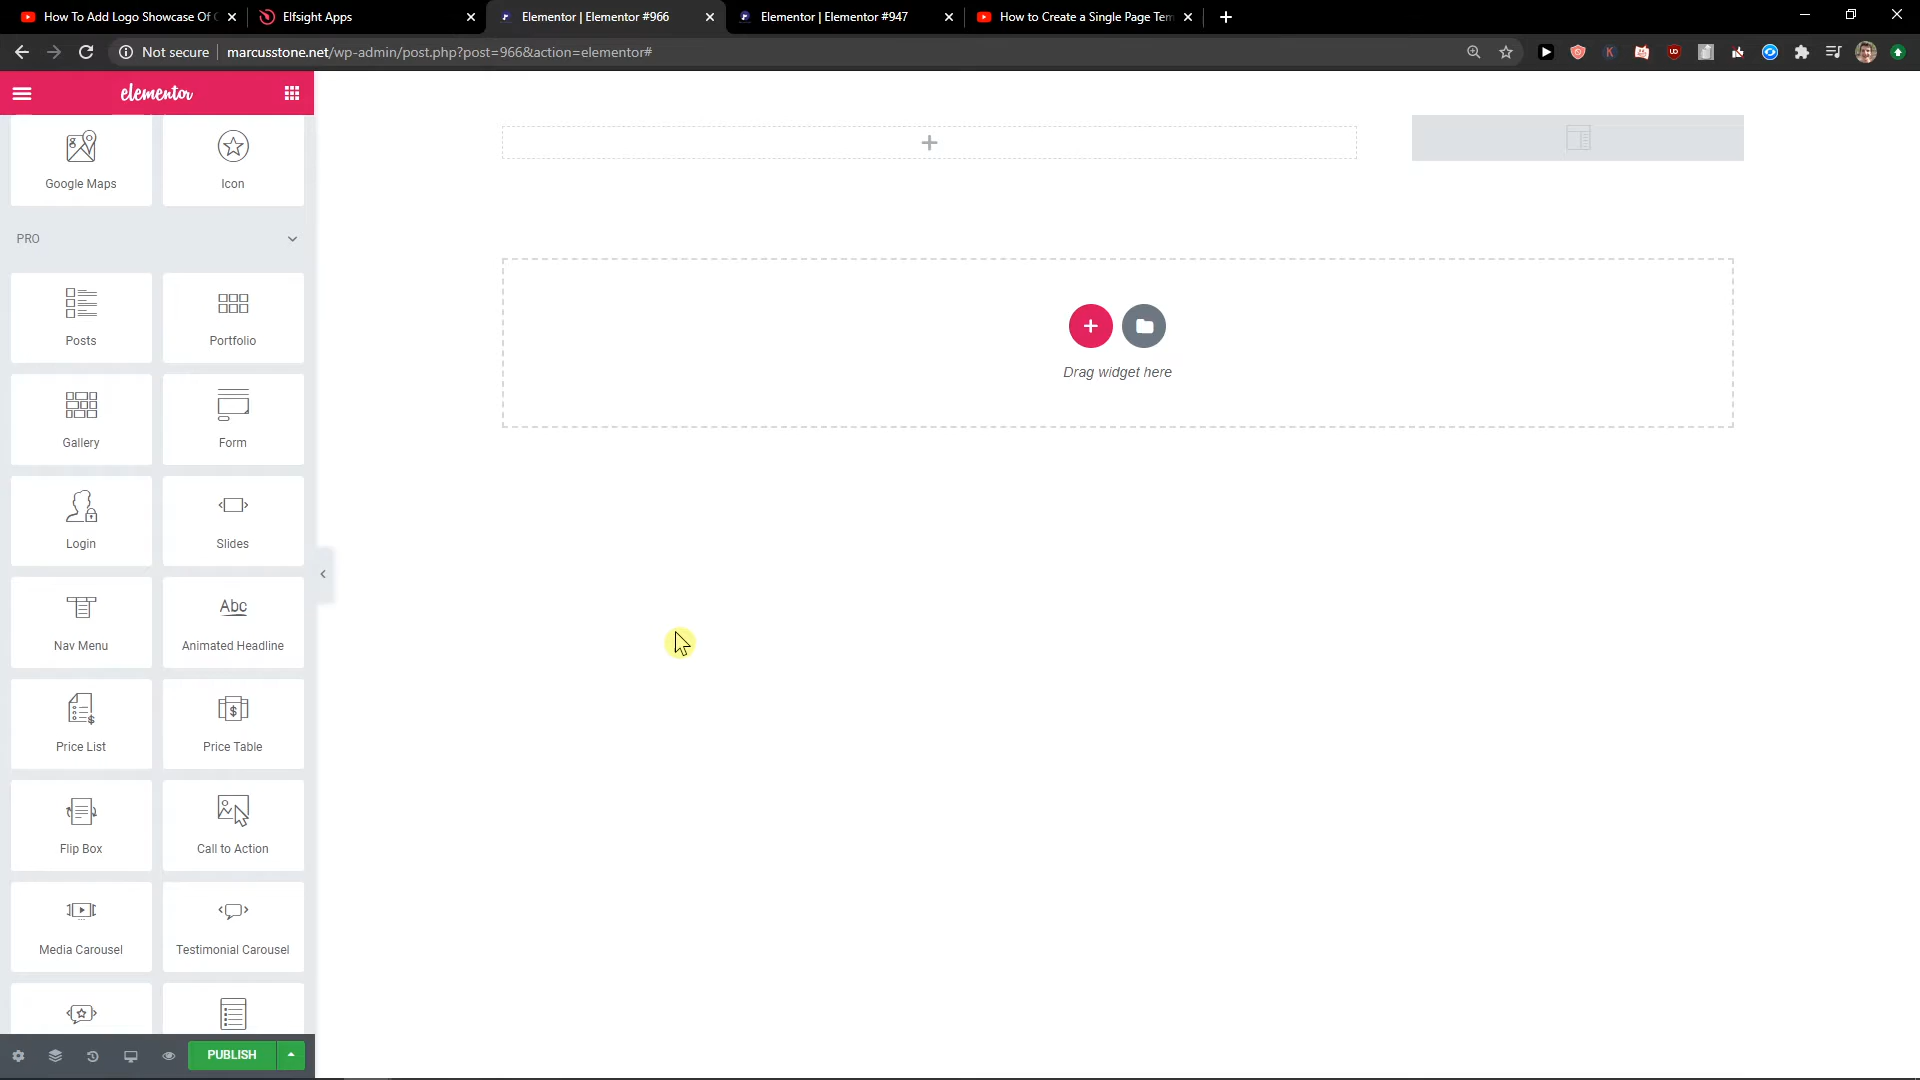 How To Add Logo Showcase Of C
Elfsight Apps
Elementor | Elementor #966
Elementor | Elementor #947
How to Create a Single Page Tem
Not secure
marcusstone.net/wp-admin/post.php?post=966&action=elementor#
elementor
Google Maps
Icon
PRO
Posts
Portfolio
Gallery
Form
Login
Slides
Nav Menu
Abc
Animated Headline
Price List
Price Table
Flip Box
Call to Action
Media Carousel
Testimonial Carousel
PUBLISH
Drag widget here